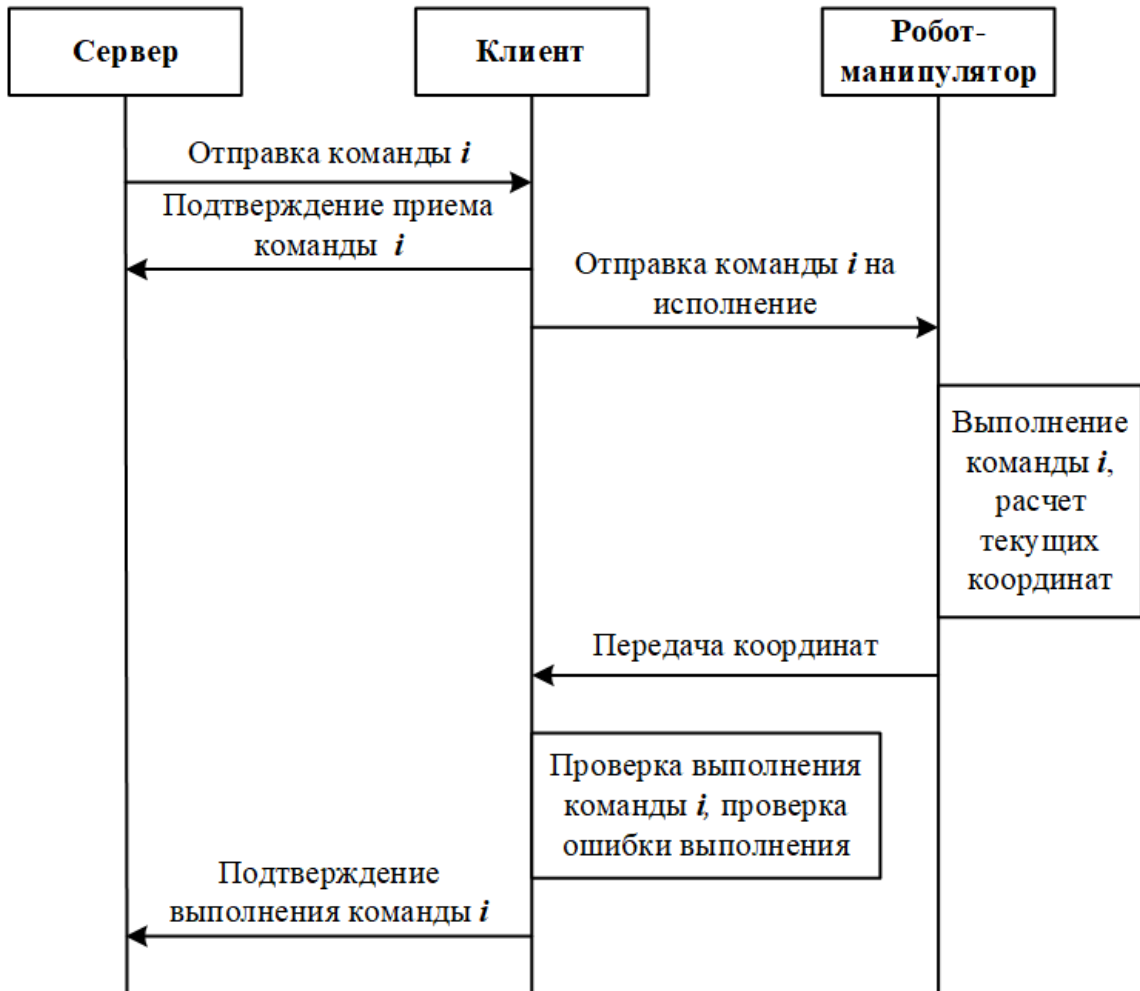 Сервер
Клиент
Робот-
манипулятор
Отправка команды i
Подтверждение приема
команды i
Отправка команды i на
исполнение
Выполнение
команды i,
расчет
текущих
координат
Передача координат
Проверка выполнения
команды i, проверка
ошибки выполнения
Подтверждение
выполнения команды i